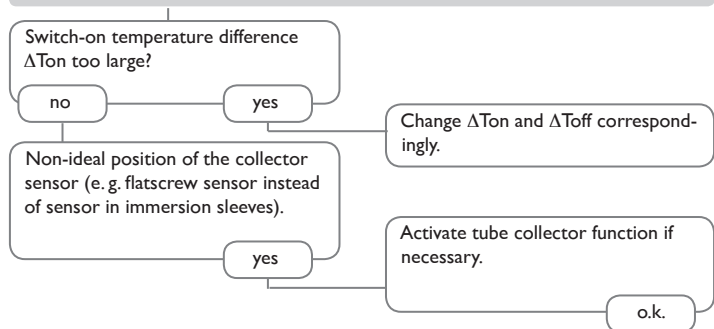 Switch-on temperature difference
ΔTon too large?
no
yes
Change ΔTon and ΔToff correspond-
ingly.
Non-ideal position of the collector
sensor (e. g. flatscrew sensor instead
of sensor in immersion sleeves).
yes
Activate tube collector function if
necessary.
o.k.